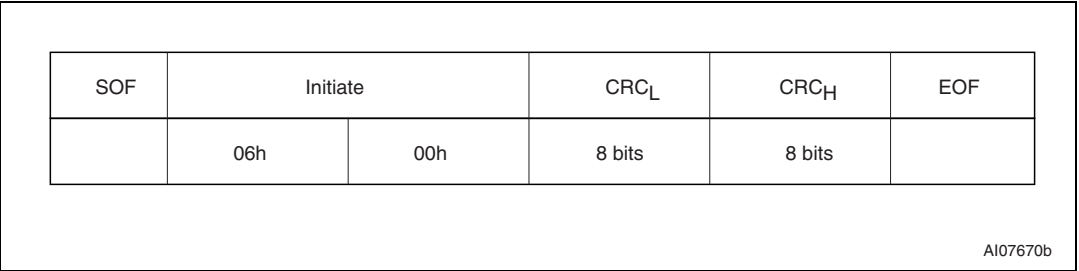 SOF Initiate CRCL CRCH EOF
06h 00h 8 bits 8 bits
AI07670b